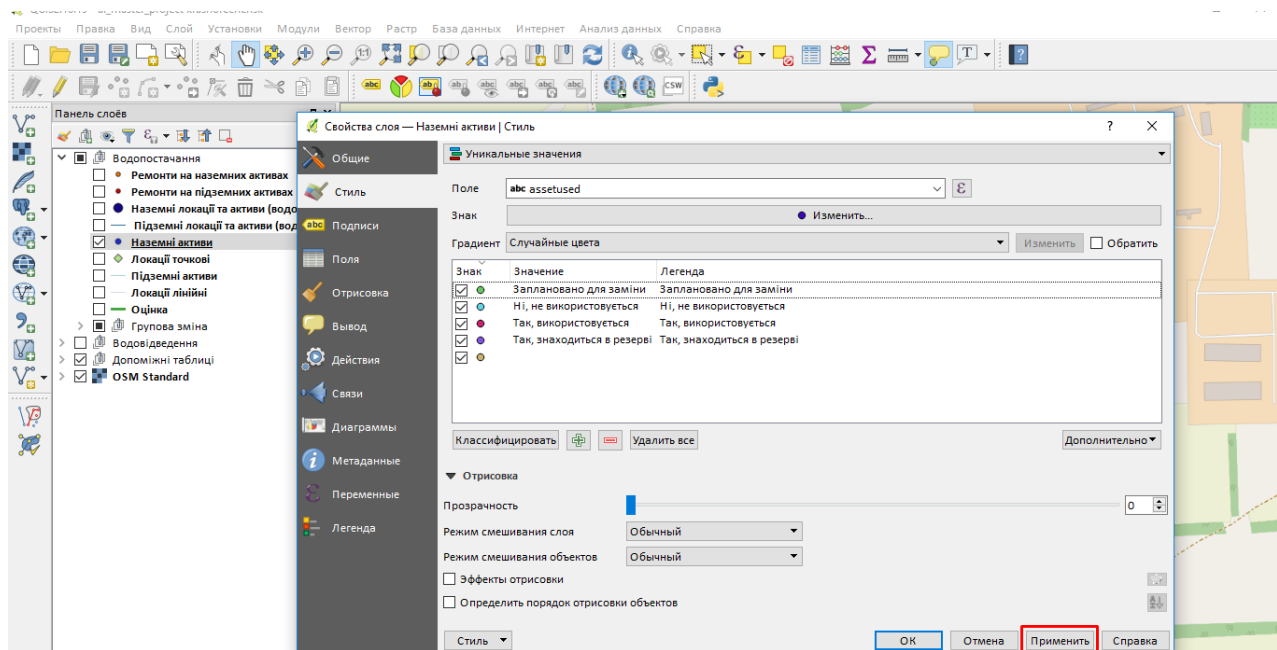 Проекты Правка Вид Слой Установки Модули Вектор Растр База данных Интернет Анализ данных Справка
abc
CSW
Панель слоёв
Водопостачання
Ремонти на наземних активах
Ремонти на підземних активах
Наземні локації та активи (водо
Підземні локації та активи (вод
Наземні активи
Локації точкові
Підземні активи
Локації лінійні
Оцінка
Групова зміна
Водовідведення
Допоміжні таблиці
OSM Standard
Свойства слоя — Наземні активи | Стиль ? ×
Общие
Стиль
Подписи
Поля
Отрисовка
Вывод
Действия
Связи
Диаграммы
Метаданные
Переменные
Легенда
Уникальные значения
Поле abc assetused ε
Знак Изменить...
Градиент Случайные цвета Изменить Обратить
Знак Значение Легенда
Заплановано для заміни Заплановано для заміни
Ні, не використовується Ні, не використовується
Так, використовується Так, використовується
Так, знаходиться в резерві Так, знаходиться в резерві
Классифицировать Удалить все Дополнительно
Отрисовка
Прозрачность 0
Режим смешивания слоя Обычный
Режим смешивания объектов Обычный
Эффекты отрисовки
Определить порядок отрисовки объектов
Стиль ОК Отмена Применить Справка